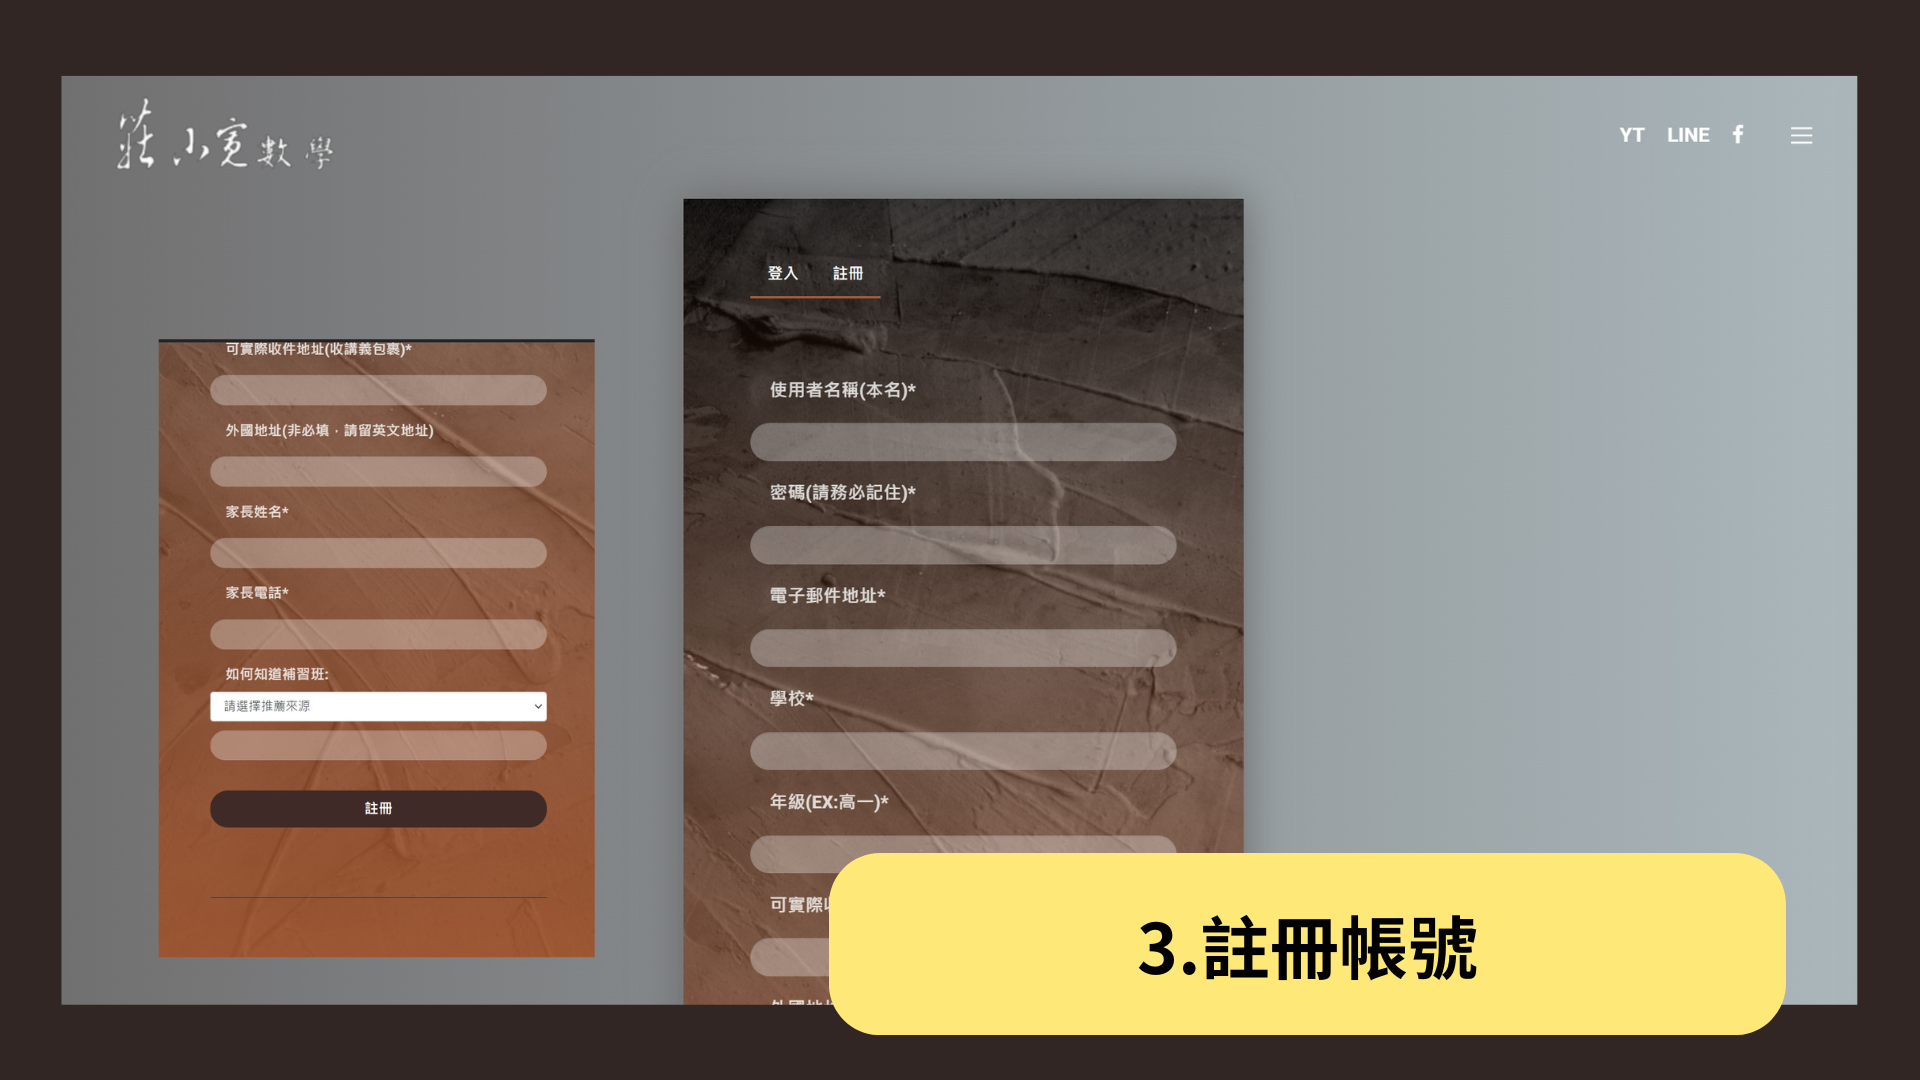 莊小寬數學
YT LINE f
登入 註冊
使用者名稱(本名)*
密碼(請務必記住)*
電子郵件地址*
學校*
年級(EX:高一)*
可實際
可實際收件地址(收講義包裹)*
外國地址(非必填，請留英文地址)
家長姓名*
家長電話*
如何知道補習班:
請選擇推薦來源
註冊
3.註冊帳號